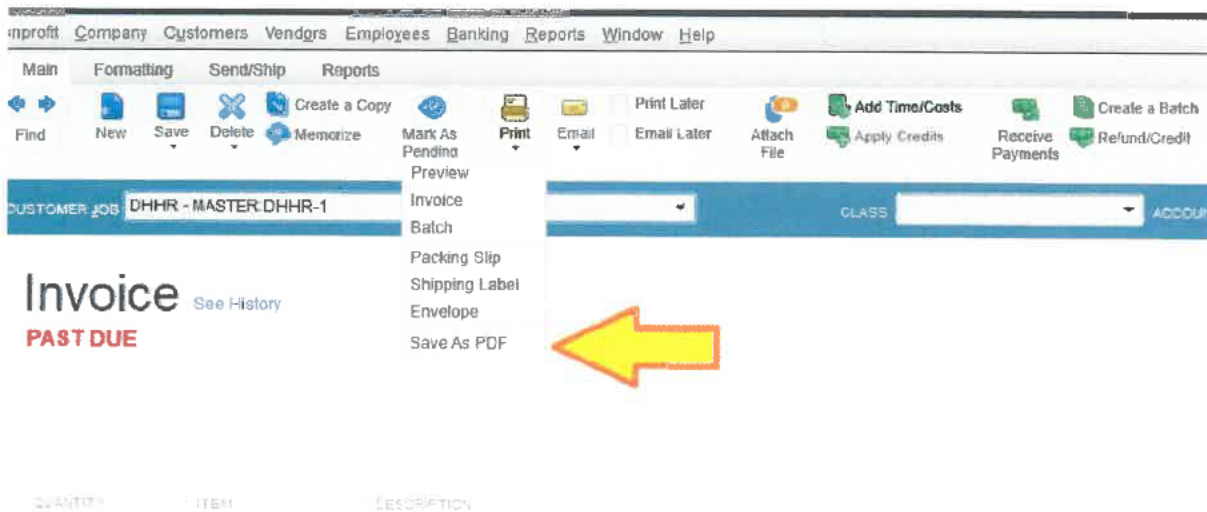 nprofit Company Customers Vendors Employees Banking Reports Window Help
Main Formatting Send/Ship Reports
Find New Save Delete Create a Copy Memorize Mark As Pending Print Email Print Later Email Later Attach File Add Time/Costs Apply Credits Receive Payments Create a Batch Refund/Credit
Preview
CUSTOMER:JOB DHHR - MASTER:DHHR-1 CLASS ACCOUN
Invoice
Batch
Packing Slip
Shipping Label
Envelope
Save As PDF
Invoice See History
PAST DUE
QUANTITY ITEM DESCRIPTION